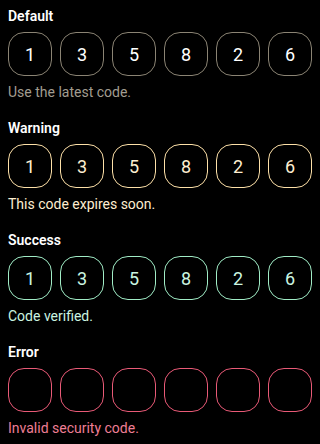 Default
1 3 5 8 2 6
Use the latest code.
Warning
1 3 5 8 2 6
This code expires soon.
Success
1 3 5 8 2 6
Code verified.
Error
Invalid security code.